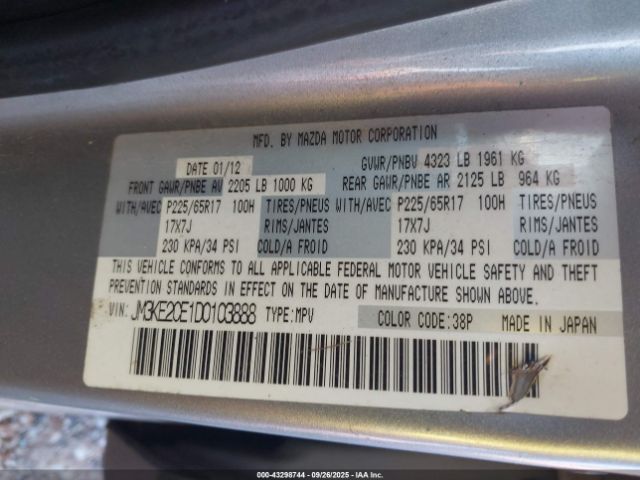 MFD. BY MAZDA MOTOR CORPORATION
DATE 01/12 GVWR/PNBV 4323 LB 1961 KG
FRONT GAWR/PNBE AV 2205 LB 1000 KG REAR GAWR/PNBE AR 2125 LB 964 KG
WITH/AVEC P225/65R17 100H TIRES/PNEUS WITH/AVEC P225/65R17 100H TIRES/PNEUS
17X7J RIMS/JANTES 17X7J RIMS/JANTES
230 KPA/34 PSI COLD/A FROID 230 KPA/34 PSI COLD/A FROID
THIS VEHICLE CONFORMS TO ALL APPLICABLE FEDERAL MOTOR VEHICLE SAFETY AND THEFT
PREVENTION STANDARDS IN EFFECT ON THE DATE OF MANUFACTURE SHOWN ABOVE.
VIN: JM3KE2CE1D0103888 TYPE:MPV COLOR CODE:38P MADE IN JAPAN
000-43298744 - 09/26/2025 - IAA Inc.